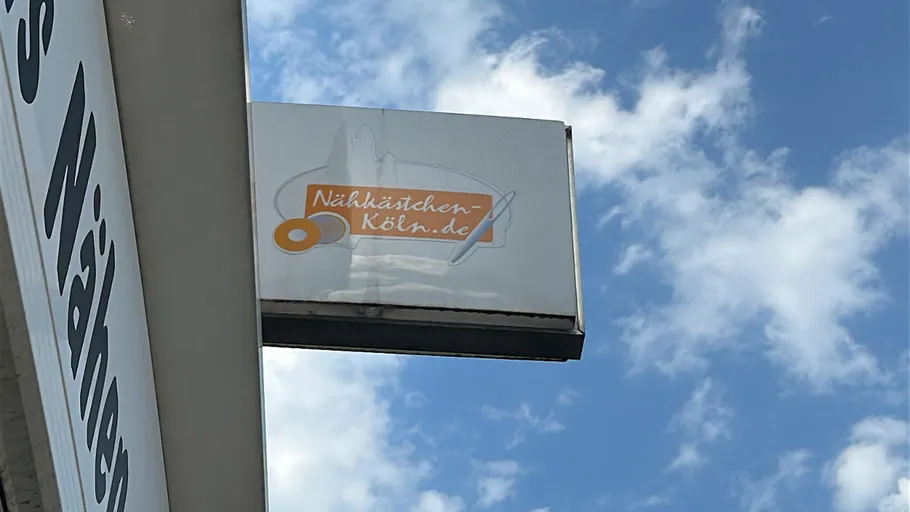 s Nähen
Nähkästchen-
Köln.de